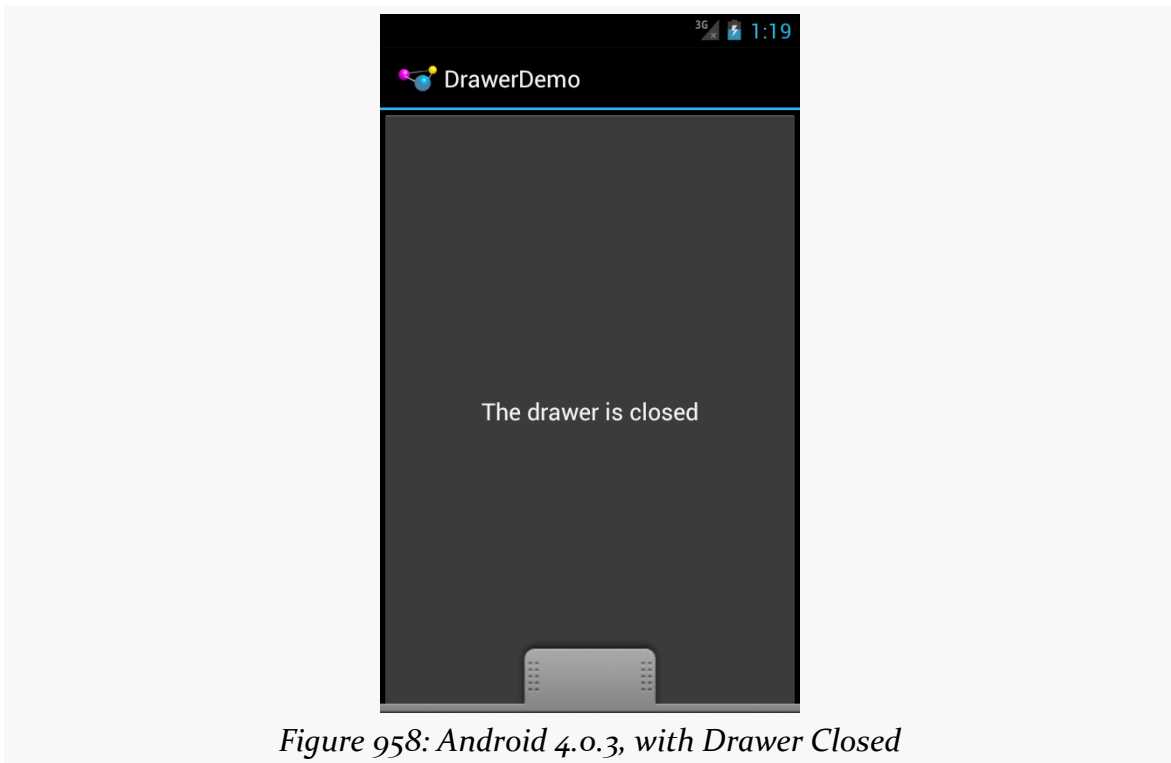 3G 1:19
DrawerDemo
The drawer is closed
Figure 958: Android 4.0.3, with Drawer Closed